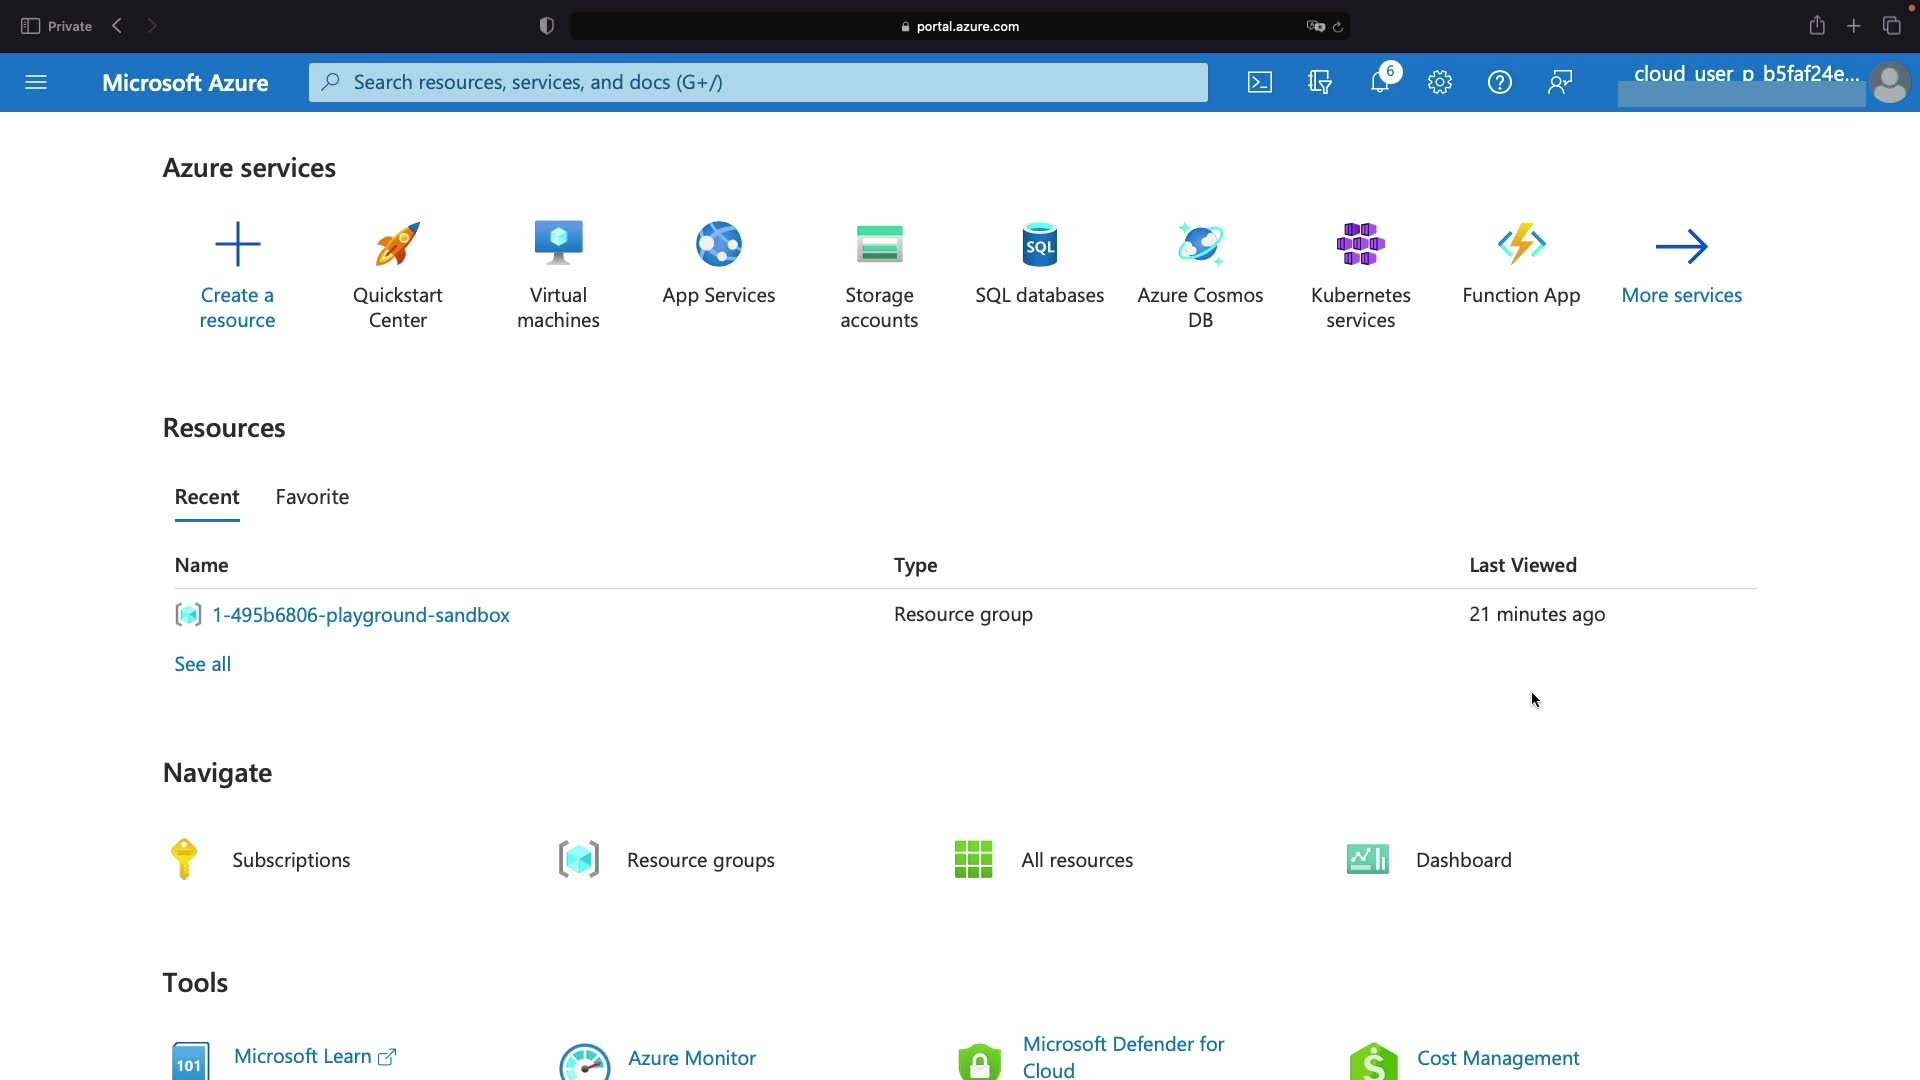 Private
portal.azure.com
Microsoft Azure
Search resources, services, and docs (G+/)
6
cloud_user_p_b5faf24e...
Azure services
Create a
resource
Quickstart
Center
Virtual
machines
App Services
Storage
accounts
SQL
SQL databases
Azure Cosmos
DB
Kubernetes
services
Function App
More services
Resources
Recent
Favorite
Name
Type
Last Viewed
1-495b6806-playground-sandbox
Resource group
21 minutes ago
See all
Navigate
Subscriptions
Resource groups
All resources
Dashboard
Tools
101
Microsoft Learn
Azure Monitor
Microsoft Defender for
Cloud
Cost Management